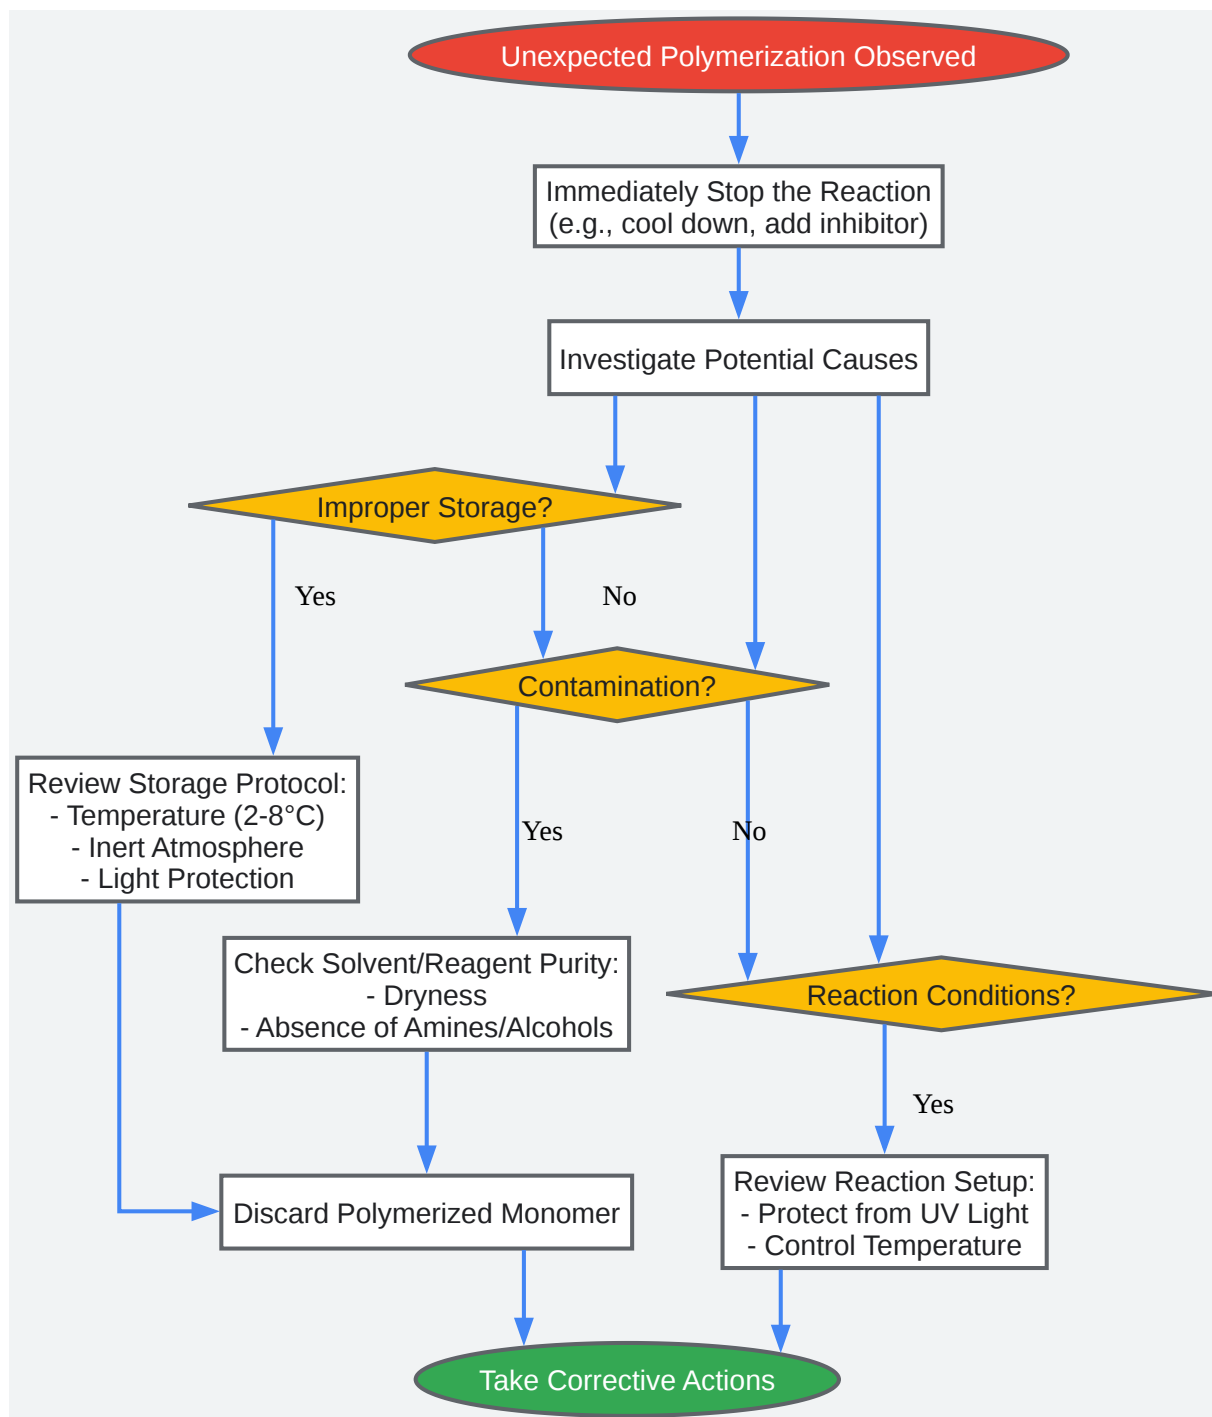 Unexpected Polymerization Observed
Immediately Stop the Reaction
(e.g., cool down, add inhibitor)
Investigate Potential Causes
Improper Storage?
Yes
No
Contamination?
Review Storage Protocol:
- Temperature (2-8°C)
- Inert Atmosphere
- Light Protection
Yes
No
Check Solvent/Reagent Purity:
- Dryness
- Absence of Amines/Alcohols
Reaction Conditions?
Yes
Discard Polymerized Monomer
Review Reaction Setup:
- Protect from UV Light
- Control Temperature
Take Corrective Actions